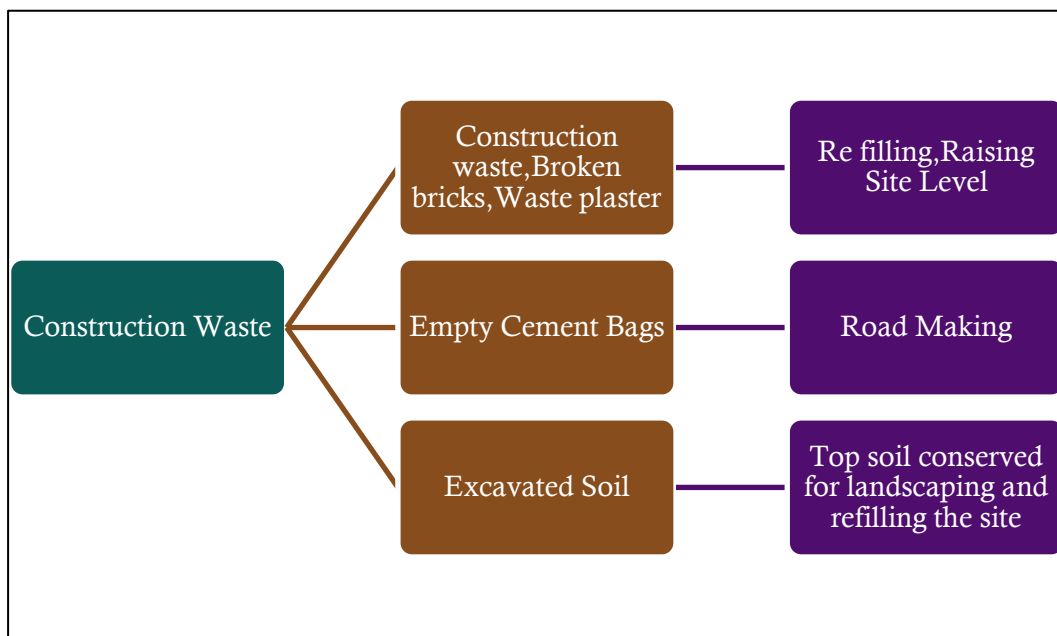 Construction Waste
Construction
waste,Broken
bricks,Waste plaster
Re filling,Raising
Site Level
Empty Cement Bags
Road Making
Excavated Soil
Top soil conserved
for landscaping and
refilling the site